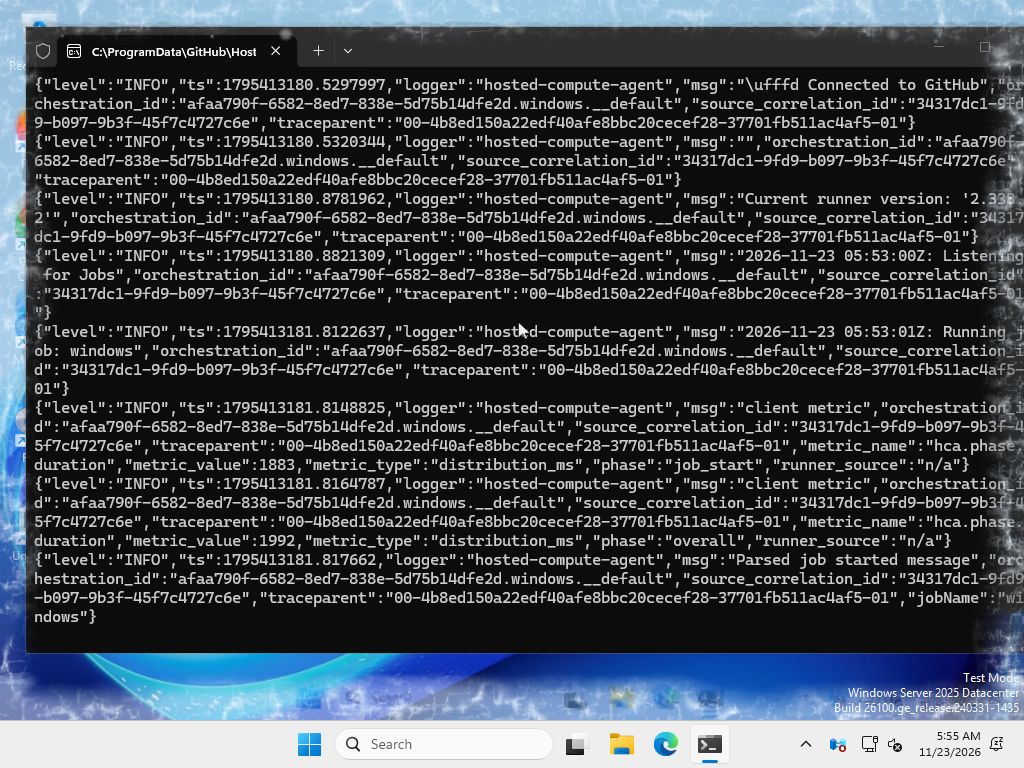 C:\ProgramData\GitHub\Host
{"level":"INFO","ts":1795413180.5297997,"logger":"hosted-compute-agent","msg":"\ufffd Connected to GitHub","or
chestration_id":"afaa790f-6582-8ed7-838e-5d75b14dfe2d.windows.__default","source_correlation_id":"34317dc1-9fd
9-b097-9b3f-45f7c4727c6e","traceparent":"00-4b8ed150a22edf40afe8bbc20cecef28-37701fb511ac4af5-01"}
{"level":"INFO","ts":1795413180.5320344,"logger":"hosted-compute-agent","msg":"","orchestration_id":"afaa790f-
6582-8ed7-838e-5d75b14dfe2d.windows.__default","source_correlation_id":"34317dc1-9fd9-b097-9b3f-45f7c4727c6e"
"traceparent":"00-4b8ed150a22edf40afe8bbc20cecef28-37701fb511ac4af5-01"}
{"level":"INFO","ts":1795413180.8781962,"logger":"hosted-compute-agent","msg":"Current runner version: '2.338.
2'","orchestration_id":"afaa790f-6582-8ed7-838e-5d75b14dfe2d.windows.__default","source_correlation_id":"34317
dc1-9fd9-b097-9b3f-45f7c4727c6e","traceparent":"00-4b8ed150a22edf40afe8bbc20cecef28-37701fb511ac4af5-01"}
{"level":"INFO","ts":1795413180.8821309,"logger":"hosted-compute-agent","msg":"2026-11-23 05:53:00Z: Listening
for Jobs","orchestration_id":"afaa790f-6582-8ed7-838e-5d75b14dfe2d.windows.__default","source_correlation_id"
:"34317dc1-9fd9-b097-9b3f-45f7c4727c6e","traceparent":"00-4b8ed150a22edf40afe8bbc20cecef28-37701fb511ac4af5-01
"}
{"level":"INFO","ts":1795413181.8122637,"logger":"hosted-compute-agent","msg":"2026-11-23 05:53:01Z: Running j
ob: windows","orchestration_id":"afaa790f-6582-8ed7-838e-5d75b14dfe2d.windows.__default","source_correlation_i
d":"34317dc1-9fd9-b097-9b3f-45f7c4727c6e","traceparent":"00-4b8ed150a22edf40afe8bbc20cecef28-37701fb511ac4af5-
01"}
{"level":"INFO","ts":1795413181.8148825,"logger":"hosted-compute-agent","msg":"client metric","orchestration_i
d":"afaa790f-6582-8ed7-838e-5d75b14dfe2d.windows.__default","source_correlation_id":"34317dc1-9fd9-b097-9b3f-4
5f7c4727c6e","traceparent":"00-4b8ed150a22edf40afe8bbc20cecef28-37701fb511ac4af5-01","metric_name":"hca.phase_
duration","metric_value":1883,"metric_type":"distribution_ms","phase":"job_start","runner_source":"n/a"}
{"level":"INFO","ts":1795413181.8164787,"logger":"hosted-compute-agent","msg":"client metric","orchestration_i
d":"afaa790f-6582-8ed7-838e-5d75b14dfe2d.windows.__default","source_correlation_id":"34317dc1-9fd9-b097-9b3f-4
5f7c4727c6e","traceparent":"00-4b8ed150a22edf40afe8bbc20cecef28-37701fb511ac4af5-01","metric_name":"hca.phase_
duration","metric_value":1992,"metric_type":"distribution_ms","phase":"overall","runner_source":"n/a"}
{"level":"INFO","ts":1795413181.817662,"logger":"hosted-compute-agent","msg":"Parsed job started message","orc
hestration_id":"afaa790f-6582-8ed7-838e-5d75b14dfe2d.windows.__default","source_correlation_id":"34317dc1-9fd9
-b097-9b3f-45f7c4727c6e","traceparent":"00-4b8ed150a22edf40afe8bbc20cecef28-37701fb511ac4af5-01","jobName":"wi
ndows"}
Test Mode
Windows Server 2025 Datacenter
Build 26100.ge_release.240331-1435
Search
5:55 AM
11/23/2026